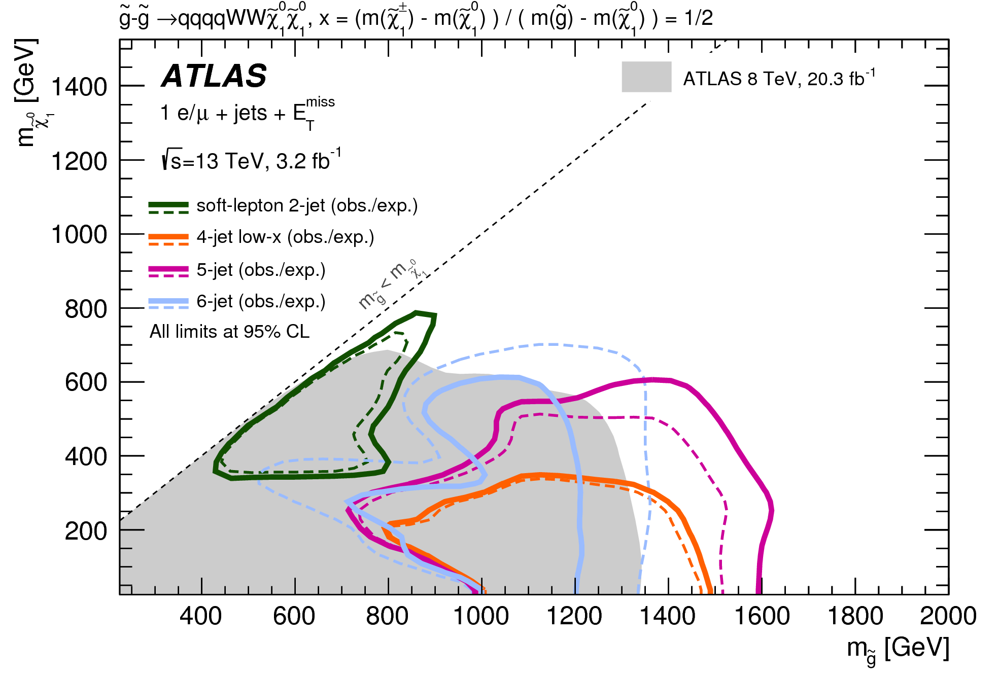 g̃-g̃ →qqqqWWχ̃₁⁰χ̃₁⁰, x = (m(χ̃₁±) - m(χ̃₁⁰) ) / ( m(g̃) - m(χ̃₁⁰) ) = 1/2
m_χ̃₁⁰ [GeV]
ATLAS
1 e/μ + jets + E_T^miss
√s=13 TeV, 3.2 fb⁻¹
ATLAS 8 TeV, 20.3 fb⁻¹
soft-lepton 2-jet (obs./exp.)
4-jet low-x (obs./exp.)
5-jet (obs./exp.)
6-jet (obs./exp.)
All limits at 95% CL
m_g̃ < m_χ̃₁⁰
1400
1200
1000
800
600
400
200
400 600 800 1000 1200 1400 1600 1800 2000
m_g̃ [GeV]